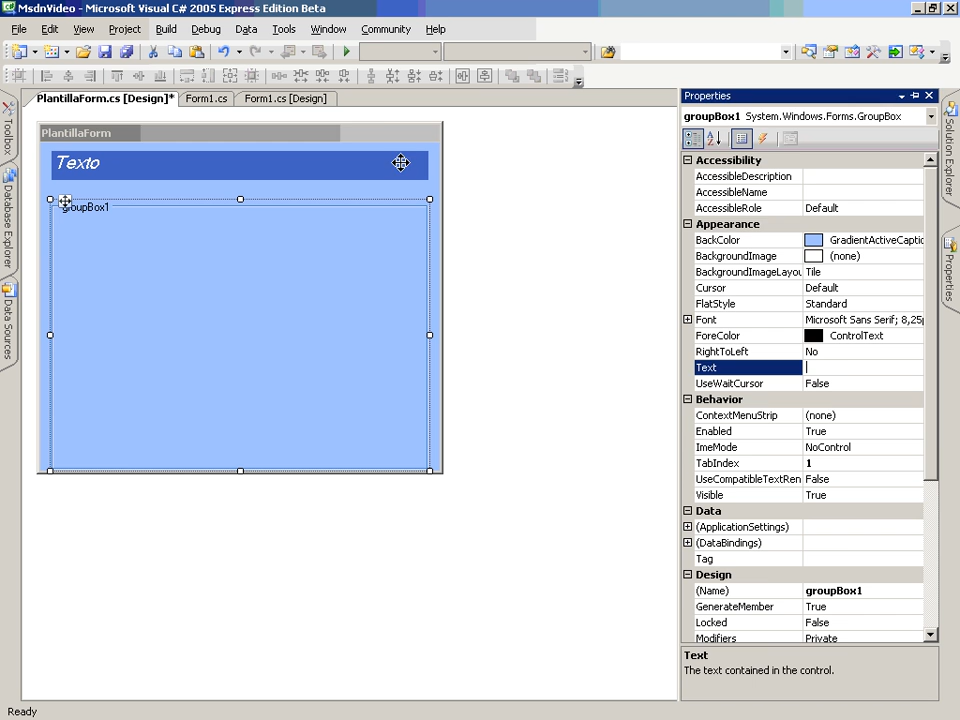 MsdnVideo - Microsoft Visual C# 2005 Express Edition Beta
File Edit View Project Build Debug Data Tools Window Community Help
PlantillaForm.cs [Design]* Form1.cs Form1.cs [Design]
Toolbox
Database Explorer
Data Sources
PlantillaForm
Texto
groupBox1
Properties
groupBox1 System.Windows.Forms.GroupBox
Accessibility
AccessibleDescription
AccessibleName
AccessibleRole Default
Appearance
BackColor GradientActiveCaptio
BackgroundImage (none)
BackgroundImageLayou Tile
Cursor Default
FlatStyle Standard
Font Microsoft Sans Serif; 8,25p
ForeColor ControlText
RightToLeft No
Text
UseWaitCursor False
Behavior
ContextMenuStrip (none)
Enabled True
ImeMode NoControl
TabIndex 1
UseCompatibleTextRen False
Visible True
Data
(ApplicationSettings)
(DataBindings)
Tag
Design
(Name) groupBox1
GenerateMember True
Locked False
Modifiers Private
Text
The text contained in the control.
Solution Explorer
Properties
Ready